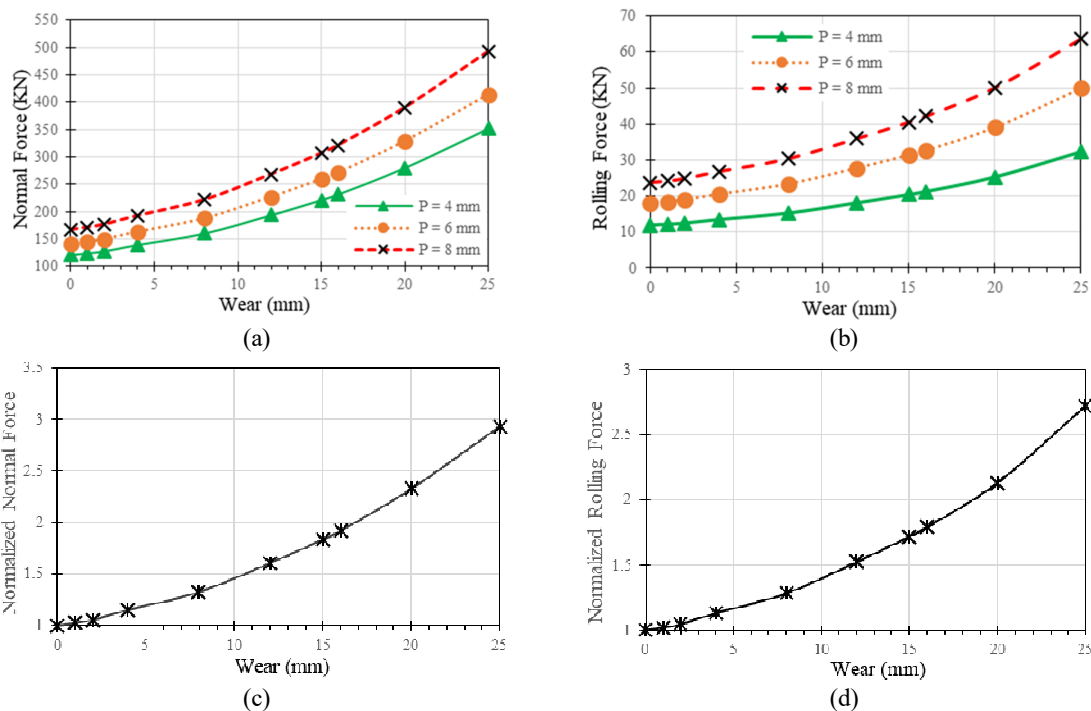 Normal Force (KN)
550
500
450
400
350
300
250
200
150
100
0
5
10
15
20
25
P = 4 mm
P = 6 mm
P = 8 mm
Wear (mm)
(a)
Rolling Force (KN)
70
60
50
40
30
20
10
0
0
5
10
15
20
25
P = 4 mm
P = 6 mm
P = 8 mm
Wear (mm)
(b)
Normalized Normal Force
3.5
3
2.5
2
1.5
1
0
5
10
15
20
25
Wear (mm)
(c)
Normalized Rolling Force
3
2.5
2
1.5
1
0
5
10
15
20
25
Wear (mm)
(d)